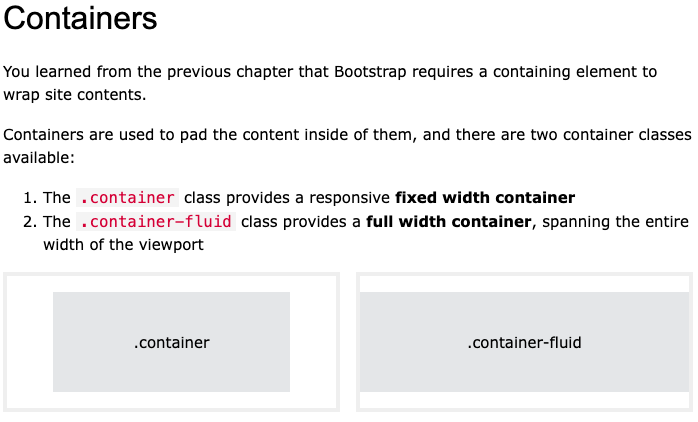 Containers
You learned from the previous chapter that Bootstrap requires a containing element to
wrap site contents.
Containers are used to pad the content inside of them, and there are two container classes
available:
1. The .container class provides a responsive fixed width container
2. The .container-fluid class provides a full width container, spanning the entire
width of the viewport
.container
.container-fluid